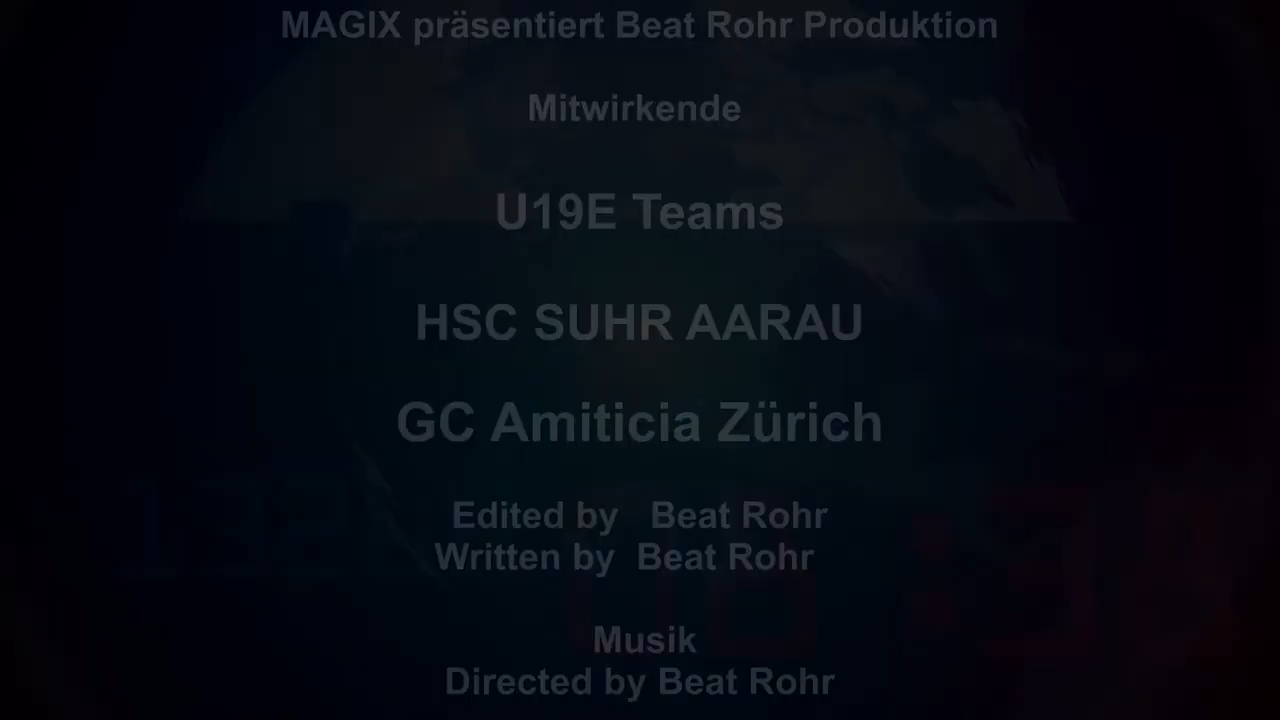 MAGIX präsentiert Beat Rohr Produktion
Mitwirkende
U19E Teams
HSC SUHR AARAU
GC Amiticia Zürich
Edited by Beat Rohr
Written by Beat Rohr
Musik
Directed by Beat Rohr